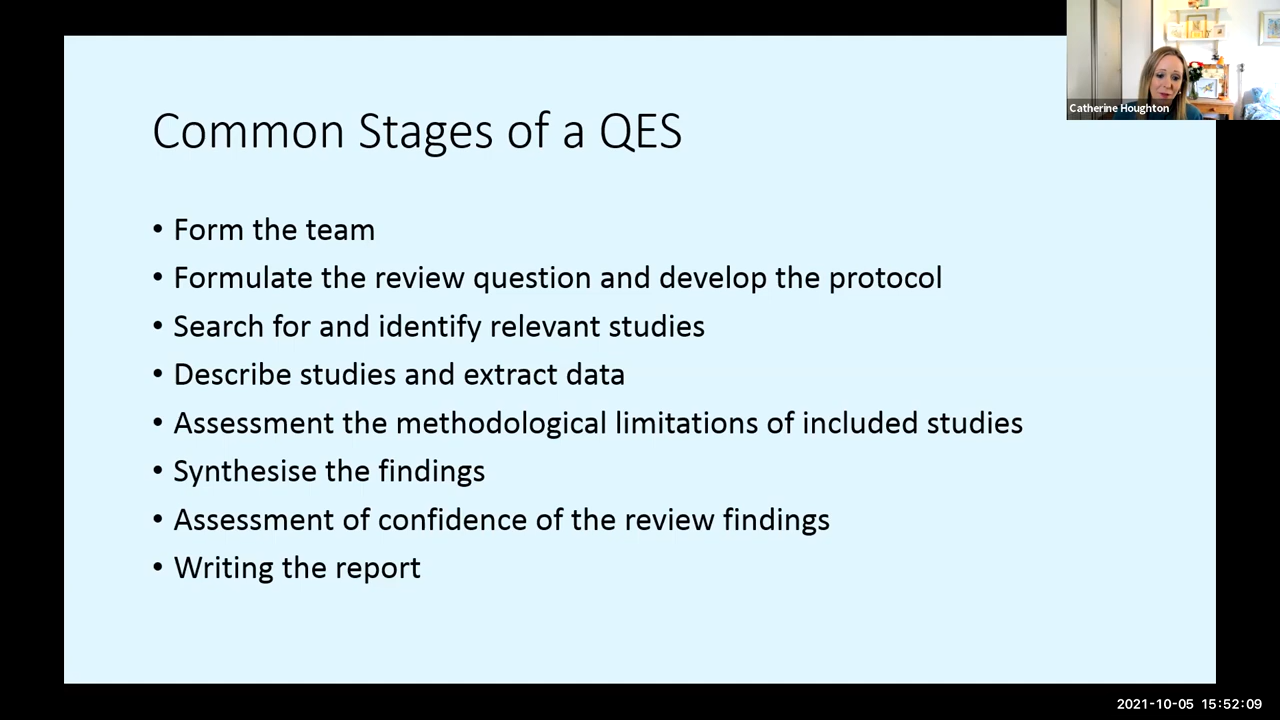 Catherine Houghton
Common Stages of a QES
• Form the team
• Formulate the review question and develop the protocol
• Search for and identify relevant studies
• Describe studies and extract data
• Assessment the methodological limitations of included studies
• Synthesise the findings
• Assessment of confidence of the review findings
• Writing the report
2021-10-05 15:52:09